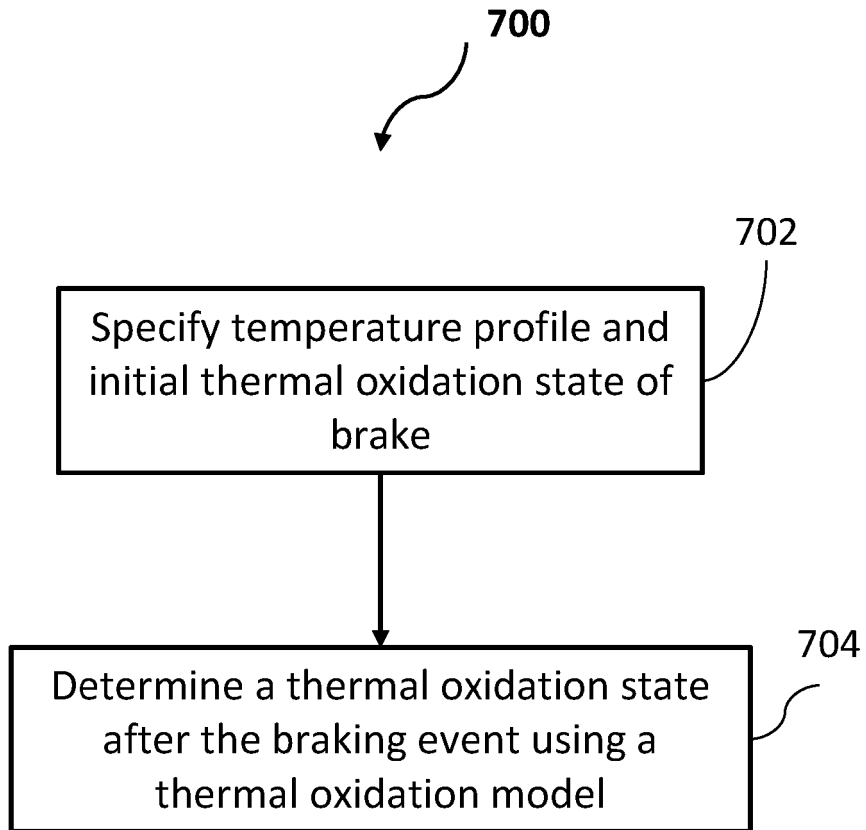 700
702
Specify temperature profile and
initial thermal oxidation state of
brake
704
Determine a thermal oxidation state
after the braking event using a
thermal oxidation model